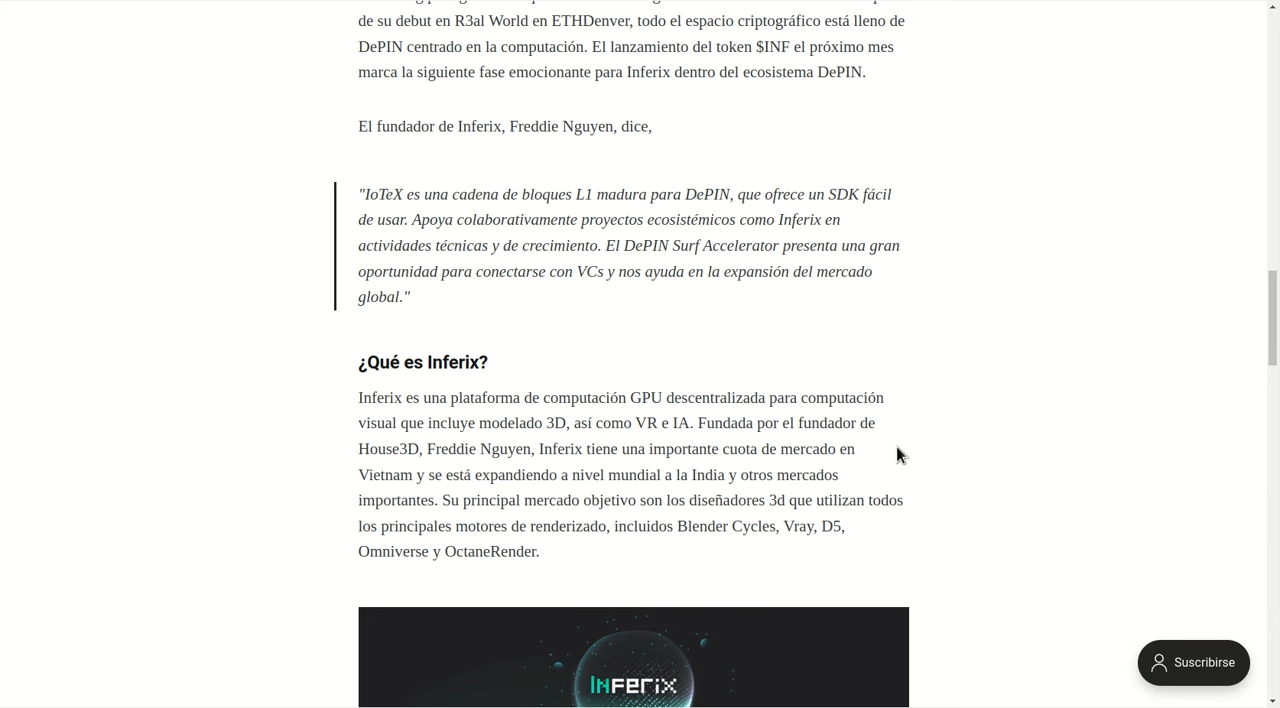 de su debut en R3al World en ETHDenver, todo el espacio criptográfico está lleno de
DePIN centrado en la computación. El lanzamiento del token $INF el próximo mes
marca la siguiente fase emocionante para Inferix dentro del ecosistema DePIN.
El fundador de Inferix, Freddie Nguyen, dice,
"IoTeX es una cadena de bloques L1 madura para DePIN, que ofrece un SDK fácil
de usar. Apoya colaborativamente proyectos ecosistémicos como Inferix en
actividades técnicas y de crecimiento. El DePIN Surf Accelerator presenta una gran
oportunidad para conectarse con VCs y nos ayuda en la expansión del mercado
global."
¿Qué es Inferix?
Inferix es una plataforma de computación GPU descentralizada para computación
visual que incluye modelado 3D, así como VR e IA. Fundada por el fundador de
House3D, Freddie Nguyen, Inferix tiene una importante cuota de mercado en
Vietnam y se está expandiendo a nivel mundial a la India y otros mercados
importantes. Su principal mercado objetivo son los diseñadores 3d que utilizan todos
los principales motores de renderizado, incluidos Blender Cycles, Vray, D5,
Omniverse y OctaneRender.
INFERIX
Suscribirse